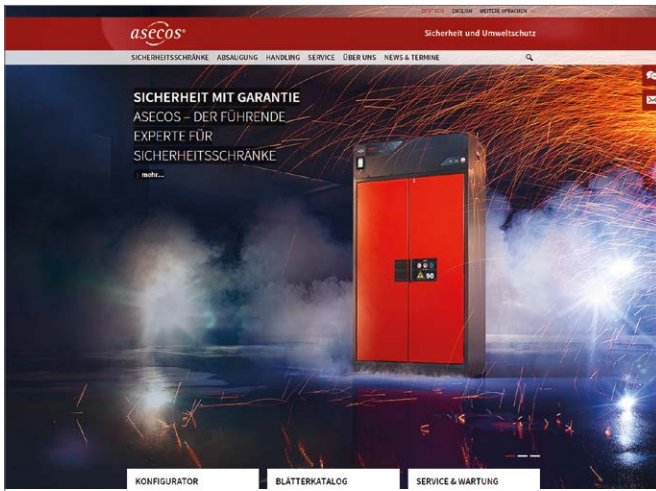 DEUTSCH ENGLISH WEITERE SPRACHEN
asecos®
Sicherheit und Umweltschutz
SICHERHEITSSCHRÄNKE ABSAUGUNG HANDLING SERVICE ÜBER UNS NEWS & TERMINE
SICHERHEIT MIT GARANTIE
ASECOS – DER FÜHRENDE
EXPERTE FÜR
SICHERHEITSSCHRÄNKE
mehr...
90
KONFIGURATOR BLÄTTERKATALOG SERVICE & WARTUNG